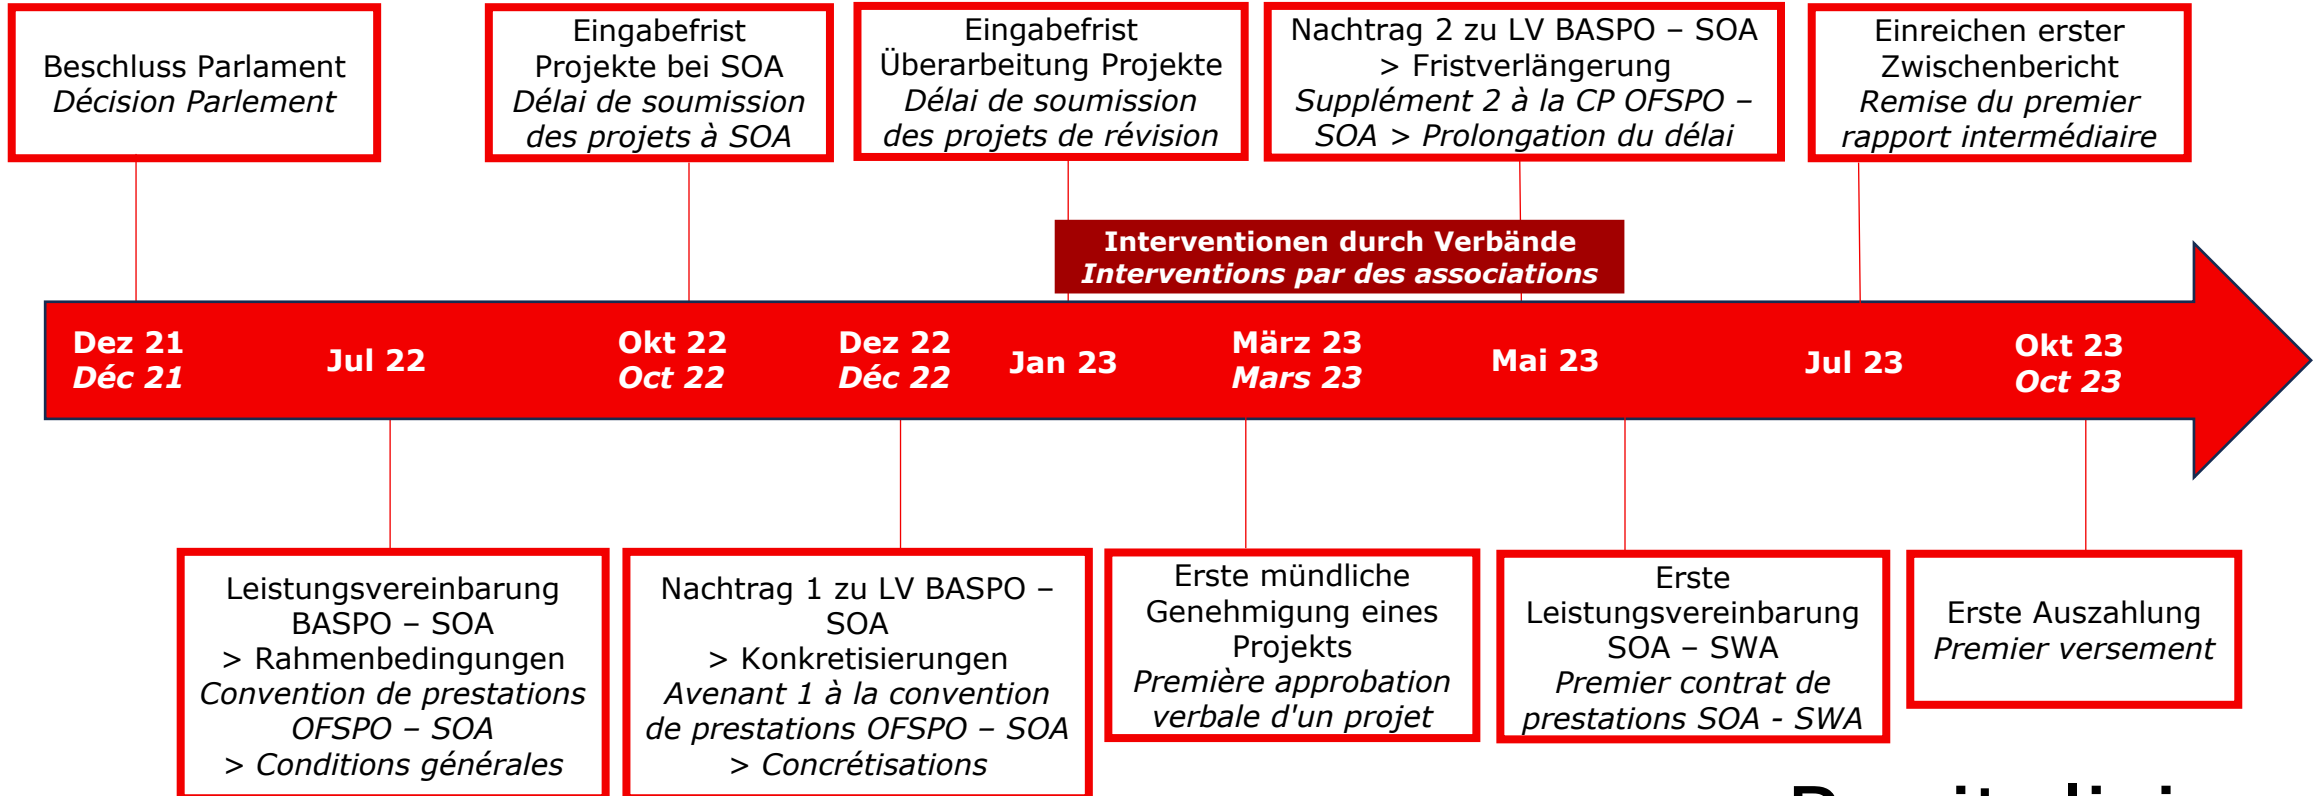 Beschluss Parlament
Décision Parlement
Eingabefrist
Projekte bei SOA
Délai de soumission
des projets à SOA
Eingabefrist
Überarbeitung Projekte
Délai de soumission
des projets de révision
Nachtrag 2 zu LV BASPO – SOA
> Fristverlängerung
Supplément 2 à la CP OFSPO –
SOA > Prolongation du délai
Einreichen erster
Zwischenbericht
Remise du premier
rapport intermédiaire
Interventionen durch Verbände
Interventions par des associations
Dez 21
Déc 21
Jul 22
Okt 22
Oct 22
Dez 22
Déc 22
Jan 23
März 23
Mars 23
Mai 23
Jul 23
Okt 23
Oct 23
Leistungsvereinbarung
BASPO – SOA
> Rahmenbedingungen
Convention de prestations
OFSPO – SOA
> Conditions générales
Nachtrag 1 zu LV BASPO –
SOA
> Konkretisierungen
Avenant 1 à la convention
de prestations OFSPO – SOA
> Concrétisations
Erste mündliche
Genehmigung eines
Projekts
Première approbation
verbale d'un projet
Erste
Leistungsvereinbarung
SOA – SWA
Premier contrat de
prestations SOA - SWA
Erste Auszahlung
Premier versement